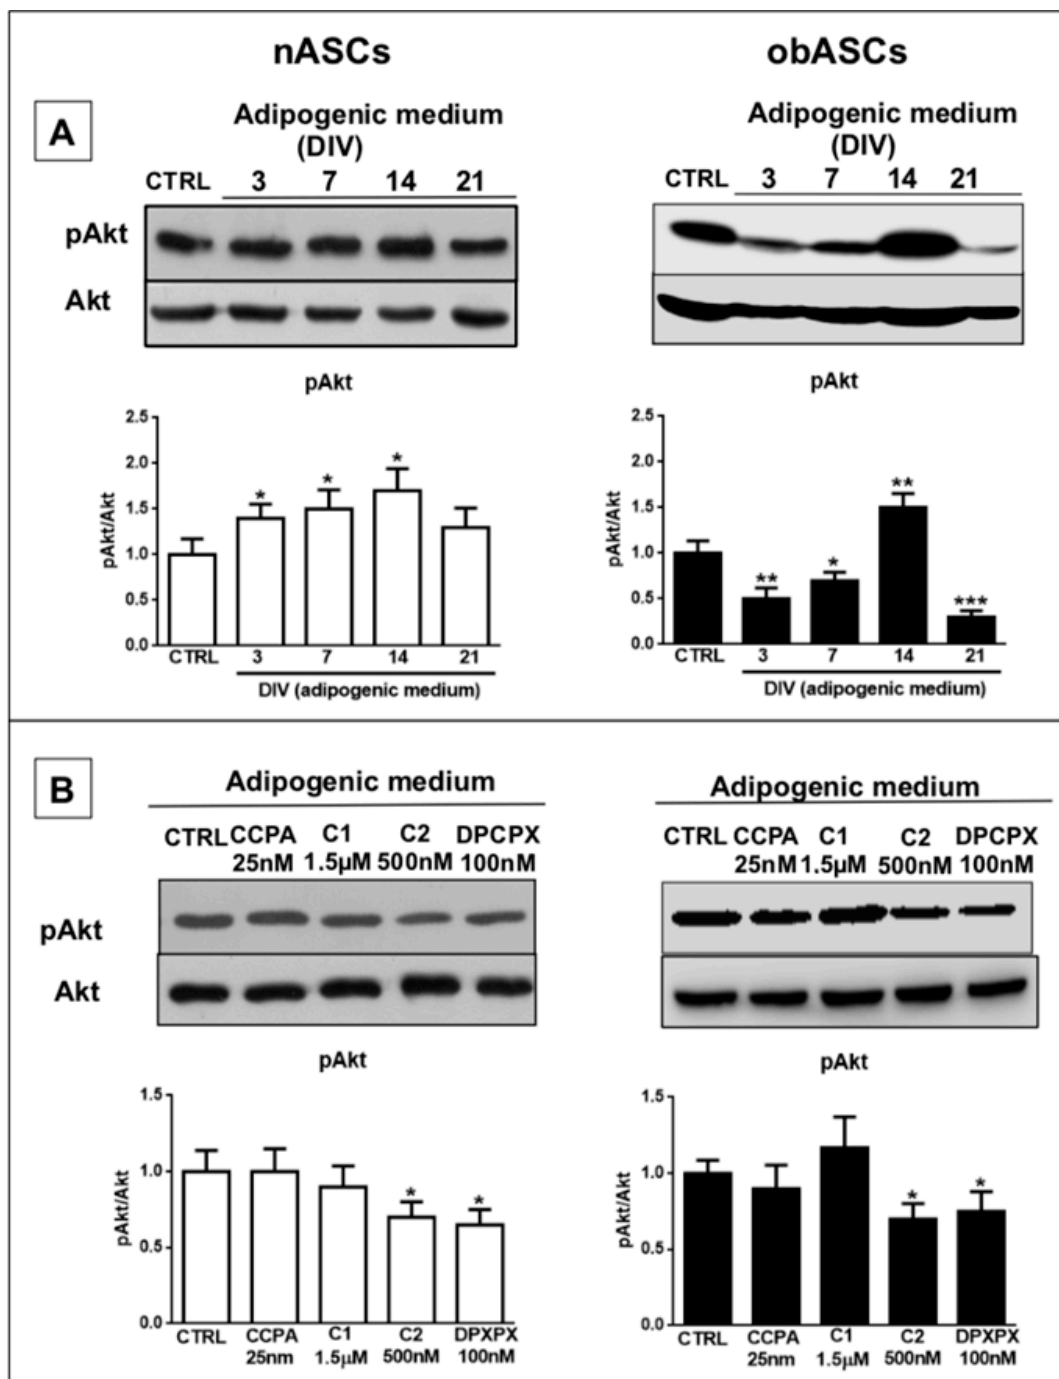 nASCs
obASCs
A
Adipogenic medium
(DIV)
CTRL 3 7 14 21
pAkt
Akt
Adipogenic medium
(DIV)
CTRL 3 7 14 21
pAkt
2.5
2.0
1.5
1.0
0.5
0.0
pAkt/Akt
* * *
CTRL 3 7 14 21
DIV (adipogenic medium)
pAkt
2.5
2.0
1.5
1.0
0.5
0.0
pAkt/Akt
** * ** ***
CTRL 3 7 14 21
DIV (adipogenic medium)
B
Adipogenic medium
CTRL CCPA C1 C2 DPCPX
25nM 1.5µM 500nM 100nM
pAkt
Akt
Adipogenic medium
CTRL CCPA C1 C2 DPCPX
25nM 1.5µM 500nM 100nM
pAkt
1.5
1.0
0.5
0.0
pAkt/Akt
* *
CTRL CCPA C1 C2 DPXPX
25nm 1.5µM 500nM 100nM
pAkt
1.5
1.0
0.5
0.0
pAkt/Akt
* *
CTRL CCPA C1 C2 DPXPX
25nm 1.5µM 500nM 100nM